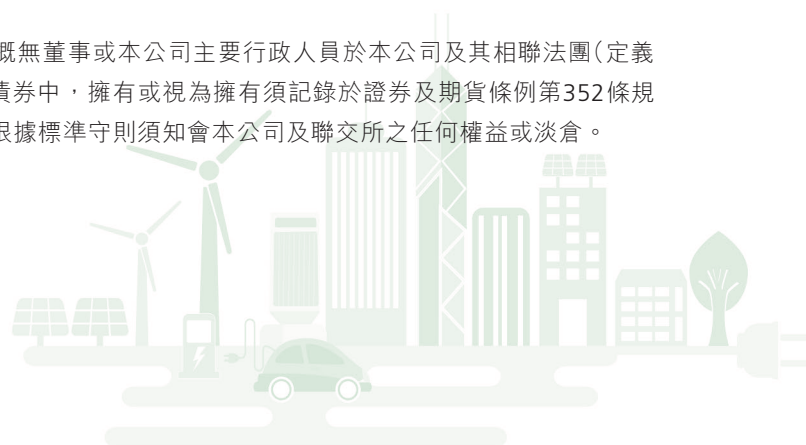 概無董事或本公司主要行政人員於本公司及其相聯法團（定義
債券中，擁有或視為擁有須記錄於證券及期貨條例第352條規
根據標準守則須知會本公司及聯交所之任何權益或淡倉。